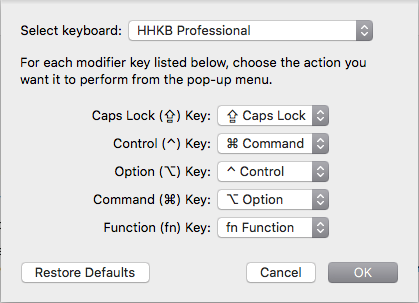 Select keyboard: HHKB Professional
For each modifier key listed below, choose the action you
want it to perform from the pop-up menu.
Caps Lock (⇪) Key: ⇪ Caps Lock
Control (^) Key: ⌘ Command
Option (⌥) Key: ^ Control
Command (⌘) Key: ⌥ Option
Function (fn) Key: fn Function
Restore Defaults Cancel OK